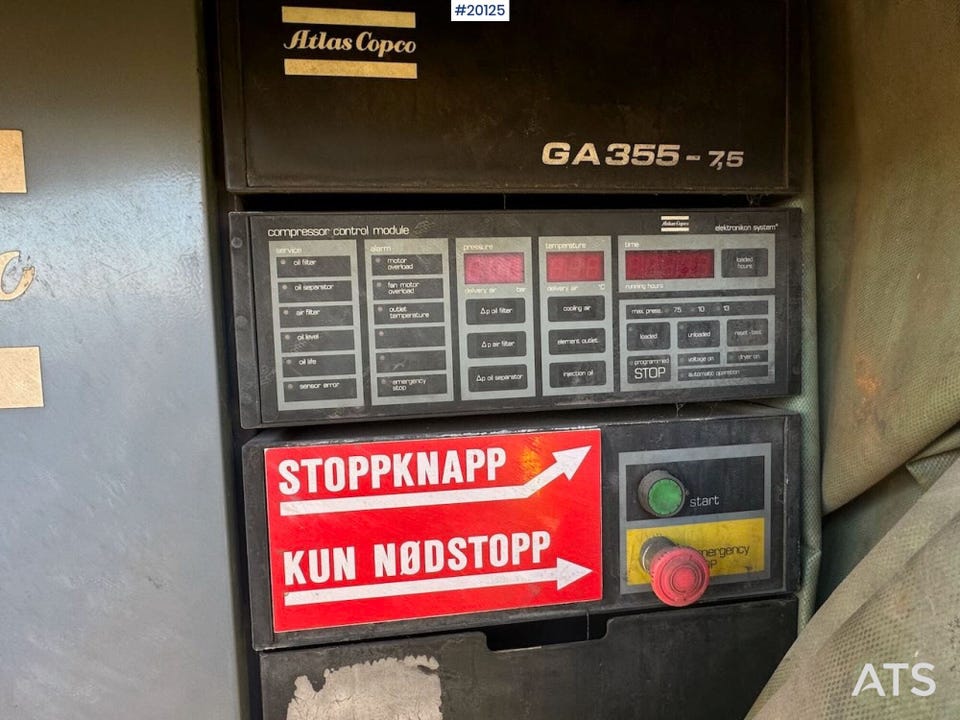 #20125
Atlas Copco
GA355-7,5
compressor control module
Atlas Copco
elektronikon system
service
oil filter
oil separator
air filter
oil level
oil life
sensor error
alarm
motor
overload
fan motor
overload
outlet
temperature
emergency
stop
pressure
delivery air bar
Δp oil filter
Δp air filter
Δp oil separator
temperature
delivery air °C
cooling air
element outlet
injection oil
time
loaded
hours
running hours
max press. 7.5 10 13
loaded
unloaded
reset-test
programmed
STOP
voltage on
dryer on
automatic operation
STOPPKNAPP
KUN NØDSTOPP
start
ATS